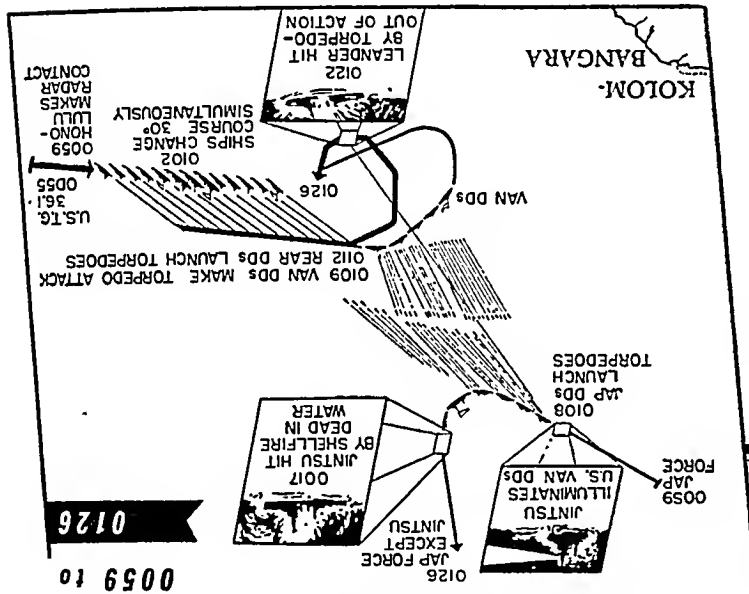 0059 to
0126
0126
JAP FORCE
EXCEPT
JINTSU
JINTSU
ILLUMINATES
U.S. VAN DDs
0059
JAP
FORCE
0017
JINTSU HIT
BY SHELLFIRE
DEAD IN
WATER
0108
JAP DDs
LAUNCH
TORPEDOES
0109 VAN DDs MAKE TORPEDO ATTACK
0112 REAR DDs LAUNCH TORPEDOES
VAN DDs
U.S.T.G.
36.1
0D55
0059
HONO-
LULU
MAKES
RADAR
CONTACT
0102
SHIPS CHANGE
COURSE 30°
SIMULTANEOUSLY
0126
0122
LEANDER HIT
BY TORPEDO-
OUT OF ACTION
KOLOM-
BANGARA